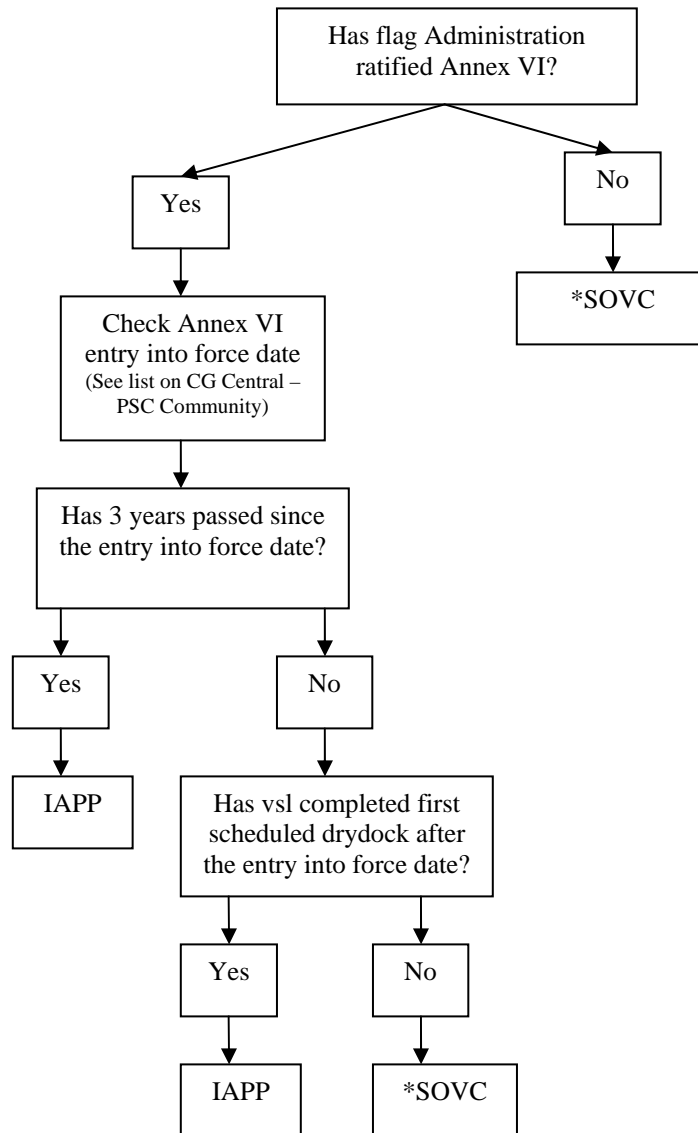 Has flag Administration
ratified Annex VI?
Yes
No
*SOVC
Check Annex VI
entry into force date
(See list on CG Central –
PSC Community)
Has 3 years passed since
the entry into force date?
Yes
No
IAPP
Has vsl completed first
scheduled drydock after
the entry into force date?
Yes
No
IAPP
*SOVC